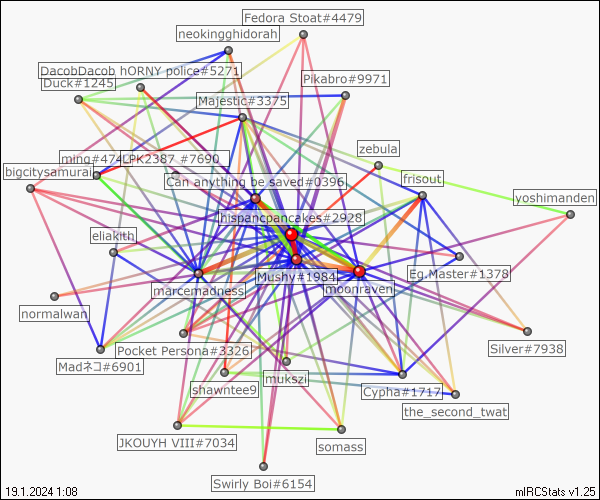 Fedora Stoat#4479
neokingghidorah
DacobDacob hORNY police#5271
Duck#1245
Pikabro#9971
Majestic#3375
zebula
ming#474
LPK2387_#7690
bigcitysamurai
Can anything be saved#0396
frisout
yoshimanden
hispancpancakes#2928
eliakith
Mushy#1984
Eg.Master#1378
marcemadness
moonraven
normalwan
Pocket Persona#3326
Silver#7938
Madネコ#6901
mukszi
shawntee9
Cypha#1717
the_second_twat
JKOUYH VIII#7034
somass
Swirly Boi#6154
19.1.2024 1:08
mIRCStats v1.25